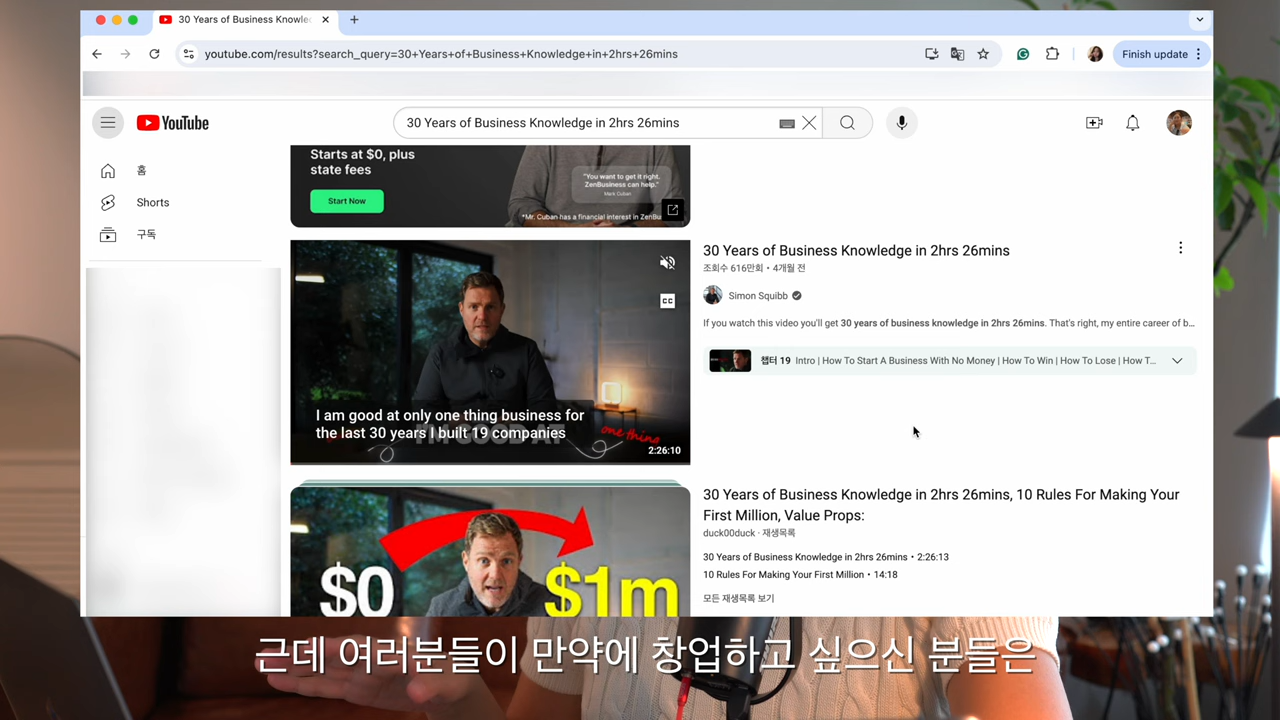 30 Years of Business Knowle
youtube.com/results?search_query=30+Years+of+Business+Knowledge+in+2hrs+26mins
Finish update
YouTube
30 Years of Business Knowledge in 2hrs 26mins
홈
Shorts
구독
Starts at $0, plus
state fees
Start Now
"You want to get it right.
ZenBusiness can help."
Mark Cuban
*Mr. Cuban has a financial interest in ZenBu
CC
I am good at only one thing business for
the last 30 years I built 19 companies
I'M GOOD AT
one thing
2:26:10
30 Years of Business Knowledge in 2hrs 26mins
조회수 616만회 • 4개월 전
Simon Squibb
If you watch this video you'll get 30 years of business knowledge in 2hrs 26mins. That's right, my entire career of b...
챕터 19 Intro | How To Start A Business With No Money | How To Win | How To Lose | How T...
$0
$1m
30 Years of Business Knowledge in 2hrs 26mins, 10 Rules For Making Your
First Million, Value Props:
duck00duck · 재생목록
30 Years of Business Knowledge in 2hrs 26mins • 2:26:13
10 Rules For Making Your First Million • 14:18
모든 재생목록 보기
근데 여러분들이 만약에 창업하고 싶으신 분들은